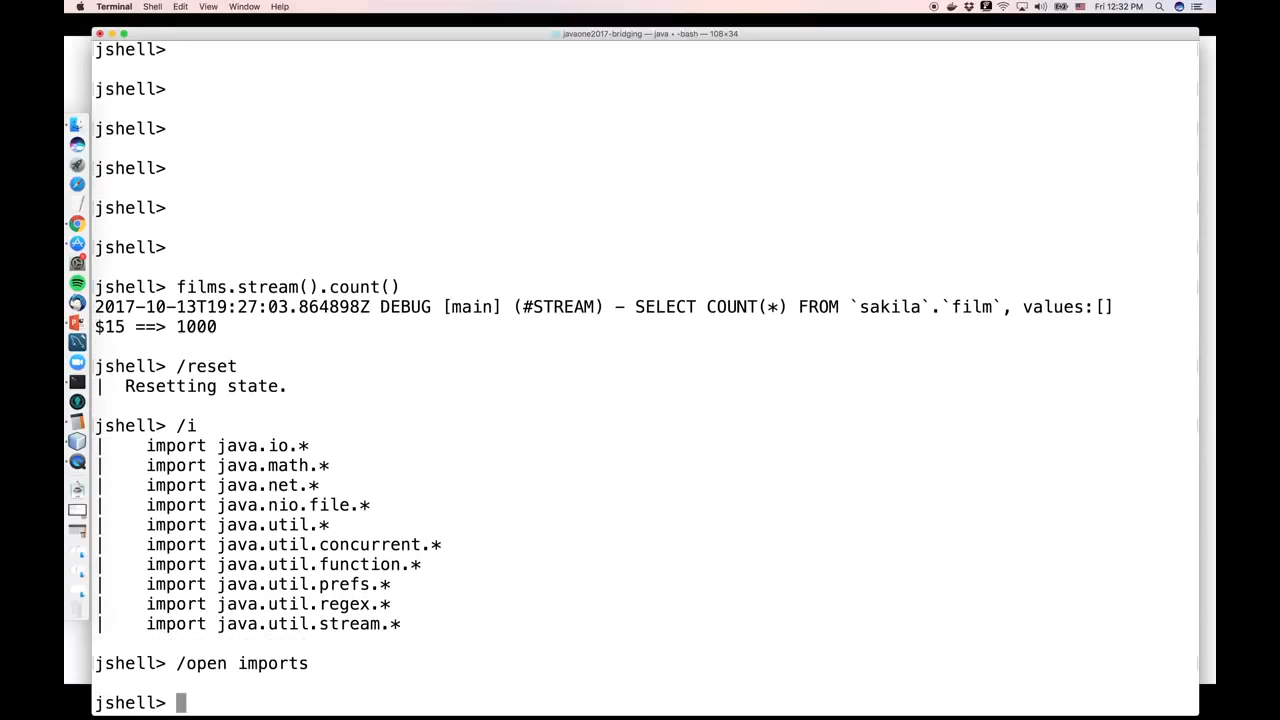 Terminal Shell Edit View Window Help Fri 12:32 PM
javaone2017-bridging — java • -bash — 108×34
jshell>
jshell>
jshell>
jshell>
jshell>
jshell>
jshell> films.stream().count()
2017-10-13T19:27:03.864898Z DEBUG [main] (#STREAM) - SELECT COUNT(*) FROM `sakila`.`film`, values:[]
$15 ==> 1000
jshell> /reset
| Resetting state.
jshell> /i
| import java.io.*
| import java.math.*
| import java.net.*
| import java.nio.file.*
| import java.util.*
| import java.util.concurrent.*
| import java.util.function.*
| import java.util.prefs.*
| import java.util.regex.*
| import java.util.stream.*
jshell> /open imports
jshell>